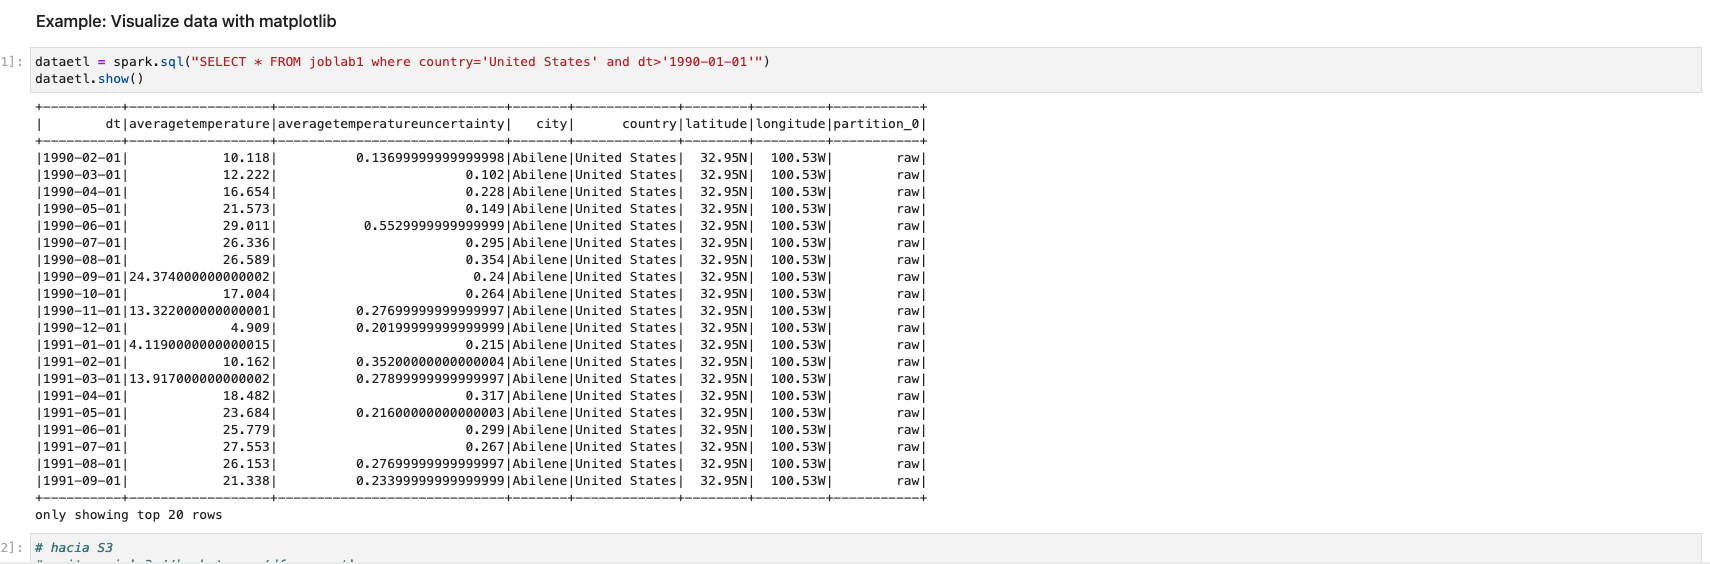 Example: Visualize data with matplotlib
1]: dataetl = spark.sql("SELECT * FROM joblab1 where country='United States' and dt>'1990-01-01'")
dataetl.show()
+----------+------------------+-----------------------------+-------+-------------+--------+---------+-----------+
|        dt|averagetemperature|averagetemperatureuncertainty|   city|      country|latitude|longitude|partition_0|
+----------+------------------+-----------------------------+-------+-------------+--------+---------+-----------+
|1990-02-01|            10.118|          0.13699999999999998|Abilene|United States|  32.95N|  100.53W|        raw|
|1990-03-01|            12.222|                        0.102|Abilene|United States|  32.95N|  100.53W|        raw|
|1990-04-01|            16.654|                        0.228|Abilene|United States|  32.95N|  100.53W|        raw|
|1990-05-01|            21.573|                        0.149|Abilene|United States|  32.95N|  100.53W|        raw|
|1990-06-01|            29.011|           0.5529999999999999|Abilene|United States|  32.95N|  100.53W|        raw|
|1990-07-01|            26.336|                        0.295|Abilene|United States|  32.95N|  100.53W|        raw|
|1990-08-01|            26.589|                        0.354|Abilene|United States|  32.95N|  100.53W|        raw|
|1990-09-01|24.374000000000002|                         0.24|Abilene|United States|  32.95N|  100.53W|        raw|
|1990-10-01|            17.004|                        0.264|Abilene|United States|  32.95N|  100.53W|        raw|
|1990-11-01|13.322000000000001|          0.27699999999999997|Abilene|United States|  32.95N|  100.53W|        raw|
|1990-12-01|             4.909|          0.20199999999999999|Abilene|United States|  32.95N|  100.53W|        raw|
|1991-01-01|4.1190000000000015|                        0.215|Abilene|United States|  32.95N|  100.53W|        raw|
|1991-02-01|            10.162|          0.35200000000000004|Abilene|United States|  32.95N|  100.53W|        raw|
|1991-03-01|13.917000000000002|          0.27899999999999997|Abilene|United States|  32.95N|  100.53W|        raw|
|1991-04-01|            18.482|                        0.317|Abilene|United States|  32.95N|  100.53W|        raw|
|1991-05-01|            23.684|          0.21600000000000003|Abilene|United States|  32.95N|  100.53W|        raw|
|1991-06-01|            25.779|                        0.299|Abilene|United States|  32.95N|  100.53W|        raw|
|1991-07-01|            27.553|                        0.267|Abilene|United States|  32.95N|  100.53W|        raw|
|1991-08-01|            26.153|          0.27699999999999997|Abilene|United States|  32.95N|  100.53W|        raw|
|1991-09-01|            21.338|          0.23399999999999999|Abilene|United States|  32.95N|  100.53W|        raw|
+----------+------------------+-----------------------------+-------+-------------+--------+---------+-----------+
only showing top 20 rows
2]: # hacia S3